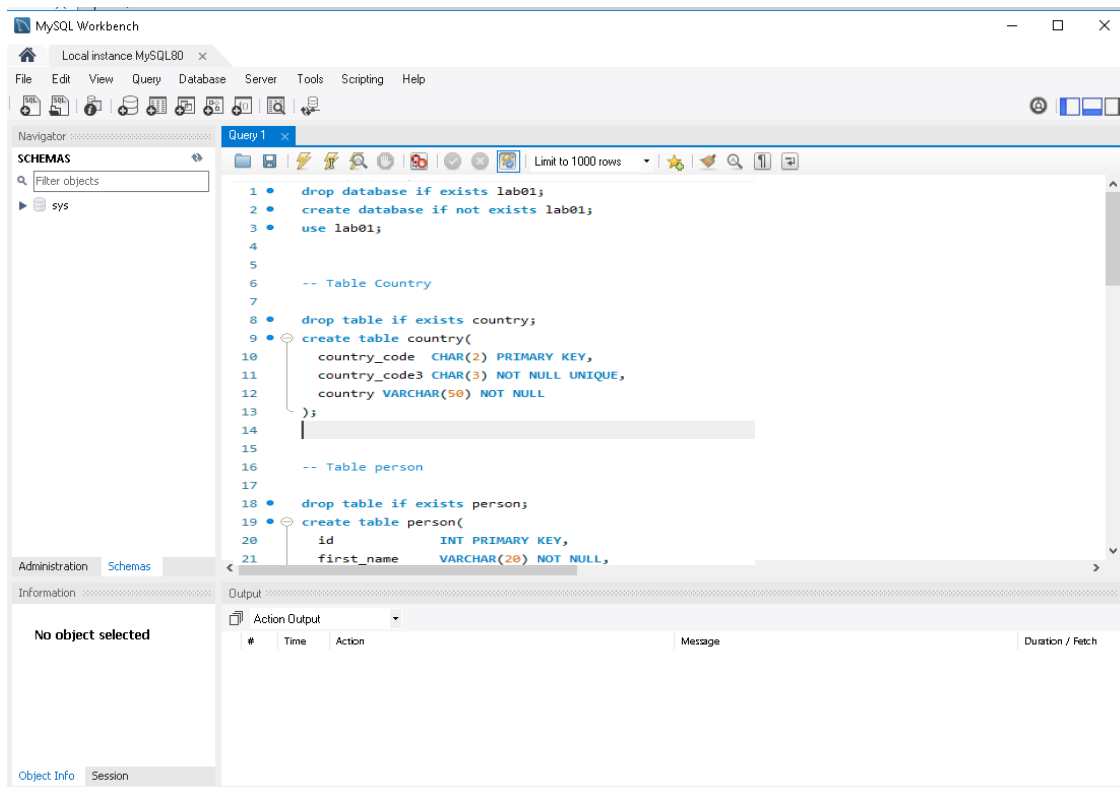 MySQL Workbench
Local instance MySQL80
File Edit View Query Database Server Tools Scripting Help
Navigator
SCHEMAS
Filter objects
sys
Administration Schemas
Information
No object selected
Object Info Session
Query 1
Limit to 1000 rows
1 drop database if exists lab01;
2 create database if not exists lab01;
3 use lab01;
4
5
6 -- Table Country
7
8 drop table if exists country;
9 create table country(
10 country_code CHAR(2) PRIMARY KEY,
11 country_code3 CHAR(3) NOT NULL UNIQUE,
12 country VARCHAR(50) NOT NULL
13 );
14
15
16 -- Table person
17
18 drop table if exists person;
19 create table person(
20 id INT PRIMARY KEY,
21 first_name VARCHAR(20) NOT NULL,
Output
Action Output
# Time Action Message Duration / Fetch